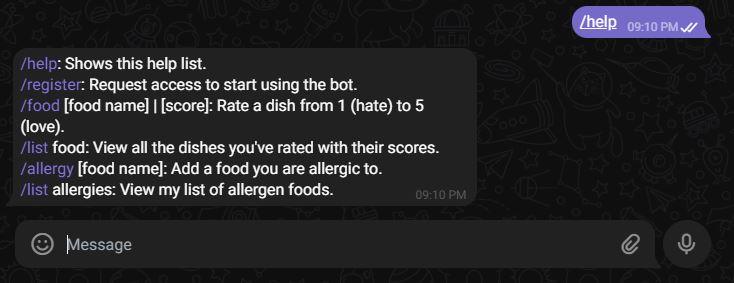 /help 09:10 PM
/help: Shows this help list.
/register: Request access to start using the bot.
/food [food name] | [score]: Rate a dish from 1 (hate) to 5
(love).
/list food: View all the dishes you've rated with their scores.
/allergy [food name]: Add a food you are allergic to.
/list allergies: View my list of allergen foods.
09:10 PM
Message